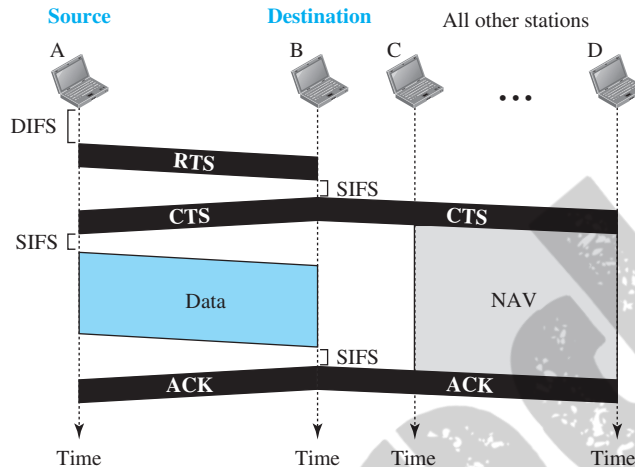 Source Destination All other stations
A B C D
DIFS
RTS
SIFS
CTS CTS
SIFS
Data NAV
SIFS
ACK ACK
Time Time Time Time